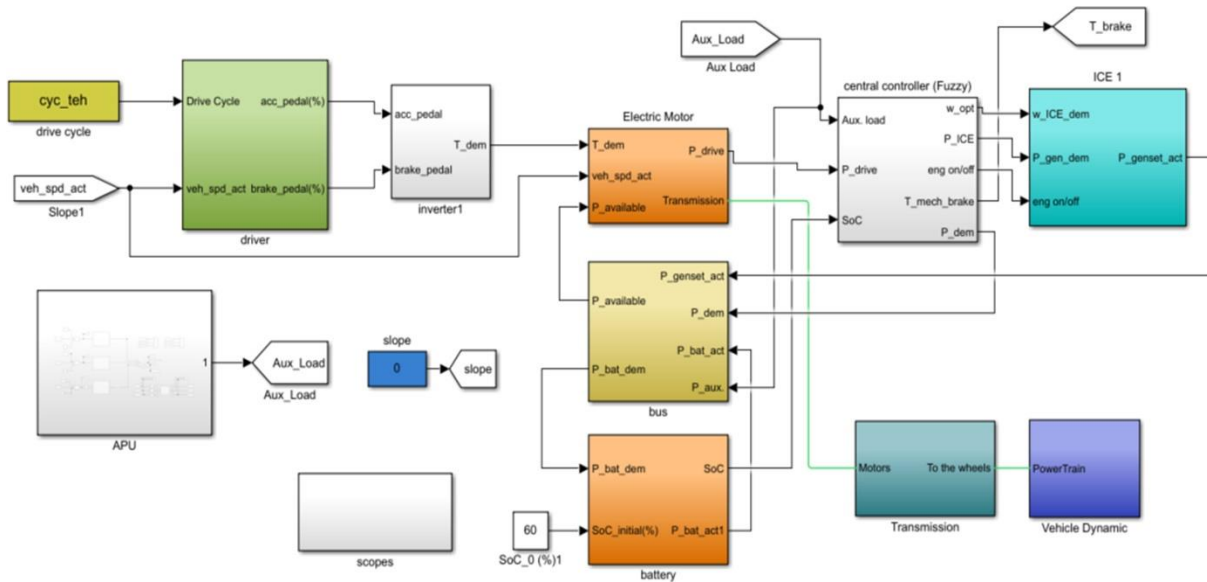 cyc_teh
drive cycle
veh_spd_act
Slope1
Drive Cycle
acc_pedal(%)
veh_spd_act
brake_pedal(%)
driver
acc_pedal
T_dem
brake_pedal
inverter1
Electric Motor
T_dem
P_drive
veh_spd_act
Transmission
P_available
Aux_Load
Aux Load
central controller (Fuzzy)
Aux. load
w_opt
P_ICE
P_drive
eng on/off
T_mech_brake
SoC
P_dem
T_brake
ICE 1
w_ICE_dem
P_gen_dem
P_genset_act
eng on/off
1
APU
Aux_Load
Aux_Load
slope
0
slope
P_genset_act
P_available
P_dem
P_bat_act
P_bat_dem
P_aux.
bus
P_bat_dem
SoC
SoC_initial(%)
P_bat_act1
battery
60
SoC_0 (%)1
scopes
Motors
To the wheels
Transmission
PowerTrain
Vehicle Dynamic